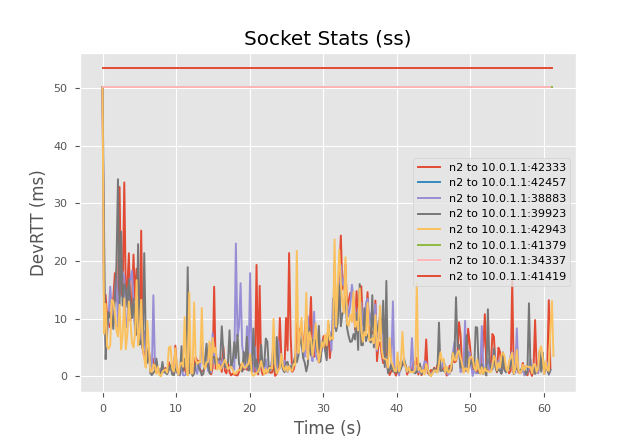 Socket Stats (ss)
DevRTT (ms)
50
40
30
20
10
0
n2 to 10.0.1.1:42333
n2 to 10.0.1.1:42457
n2 to 10.0.1.1:38883
n2 to 10.0.1.1:39923
n2 to 10.0.1.1:42943
n2 to 10.0.1.1:41379
n2 to 10.0.1.1:34337
n2 to 10.0.1.1:41419
0 10 20 30 40 50 60
Time (s)